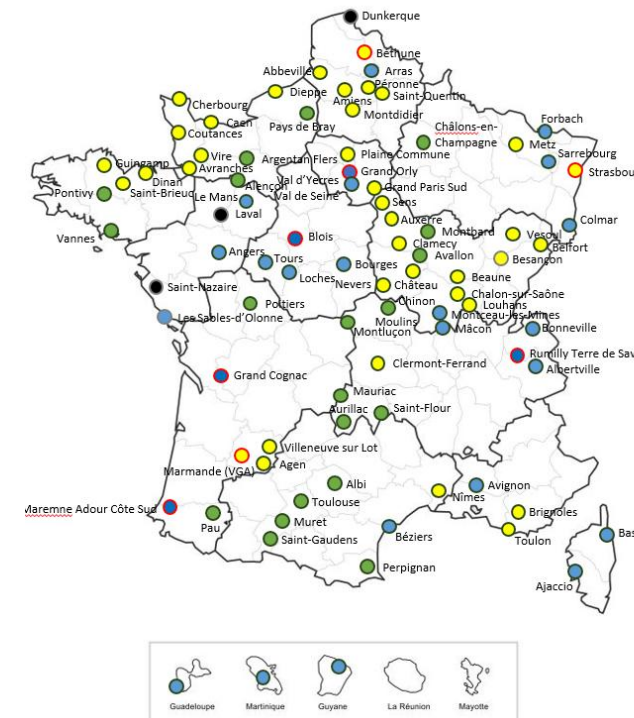 Dunkerque
Béthune
Abbeville
Arras
Péronne
Dieppe
Amiens
Saint-Quentin
Cherbourg
Montdidier
Caen
Pays de Bray
Forbach
Coutances
Châlons-en-
Champagne
Metz
Vire
Argentan Flers
Plaine Commune
Sarrebourg
Guingamp
Avranches
Grand Orly
Strasbou
Dinan
Alençon
Val d'Yerres
Val de Seine
Grand Paris Sud
Pontivy
Saint-Brieuc
Le Mans
Sens
Laval
Auxerre
Colmar
Vannes
Blois
Montbard
Vesoul
Clamecy
Belfort
Angers
Avallon
Besançon
Tours
Bourges
Beaune
Saint-Nazaire
Loches
Nevers
Château
Chinon
Chalon-sur-Saône
Louhans
Poitiers
Moulins
Montceau-les-Mines
Les Sables-d'Olonne
Montluçon
Mâcon
Bonneville
Rumilly Terre de Sav
Clermont-Ferrand
Albertville
Grand Cognac
Mauriac
Aurillac
Saint-Flour
Villeneuve sur Lot
Marmande (VGA)
Agen
Albi
Avignon
Nîmes
Toulouse
Maremne Adour Côte Sud
Brignoles
Pau
Muret
Béziers
Toulon
Bas
Saint-Gaudens
Perpignan
Ajaccio
Guadeloupe
Martinique
Guyane
La Réunion
Mayotte